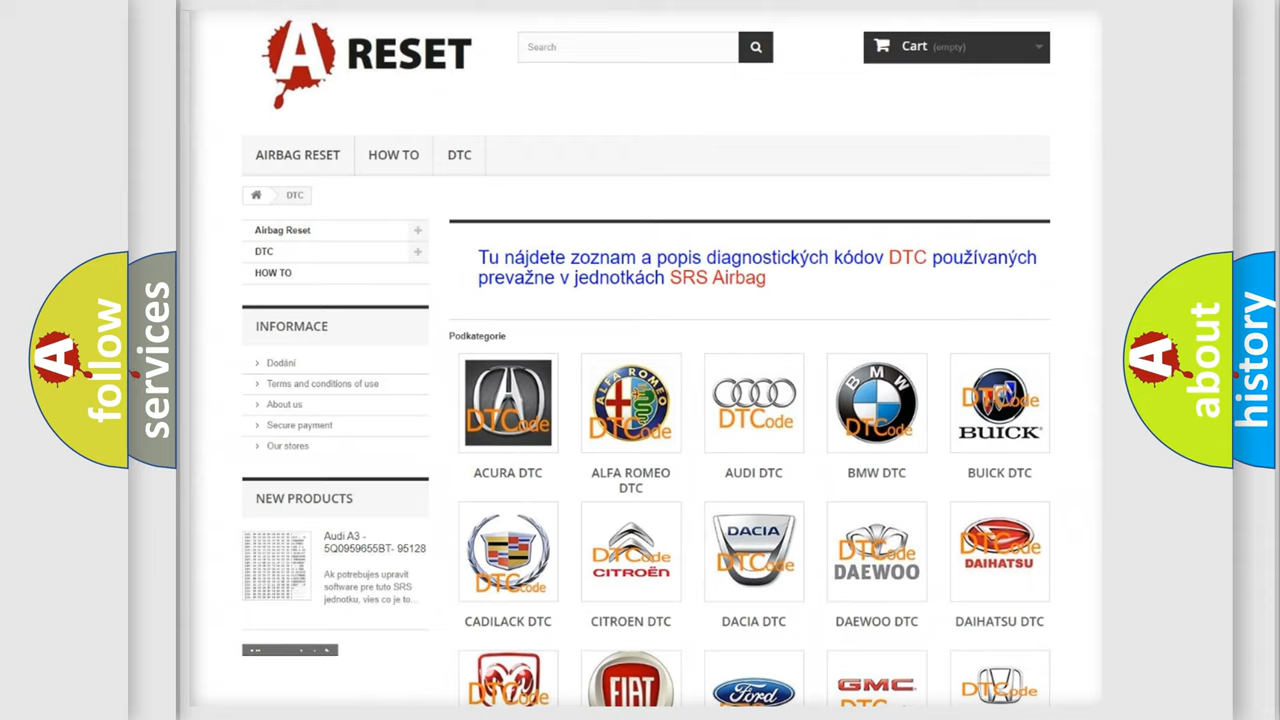 A RESET
Search
Cart (empty)
AIRBAG RESET
HOW TO
DTC
DTC
Airbag Reset
DTC
HOW TO
Tu nájdete zoznam a popis diagnostických kódov DTC používaných
prevažne v jednotkách SRS Airbag
INFORMACE
Dodání
Terms and conditions of use
About us
Secure payment
Our stores
NEW PRODUCTS
Audi A3 -
5Q0959655BT- 95128
Ak potrebujes upravit
software pre tuto SRS
jednotku, vies co je to...
Podkategorie
DTCode
ALFA ROMEO
DTCode
DTCode
BMW
DTCode
DTCode
BUICK
ACURA DTC
ALFA ROMEO
DTC
AUDI DTC
BMW DTC
BUICK DTC
DTCode
DTCode
CITROËN
DACIA
DTCode
DTCode
DAEWOO
DTCode
DAIHATSU
CADILACK DTC
CITROEN DTC
DACIA DTC
DAEWOO DTC
DAIHATSU DTC
DTCode
FIAT
Ford
GMC
DTCode
A follow
services
A about
history